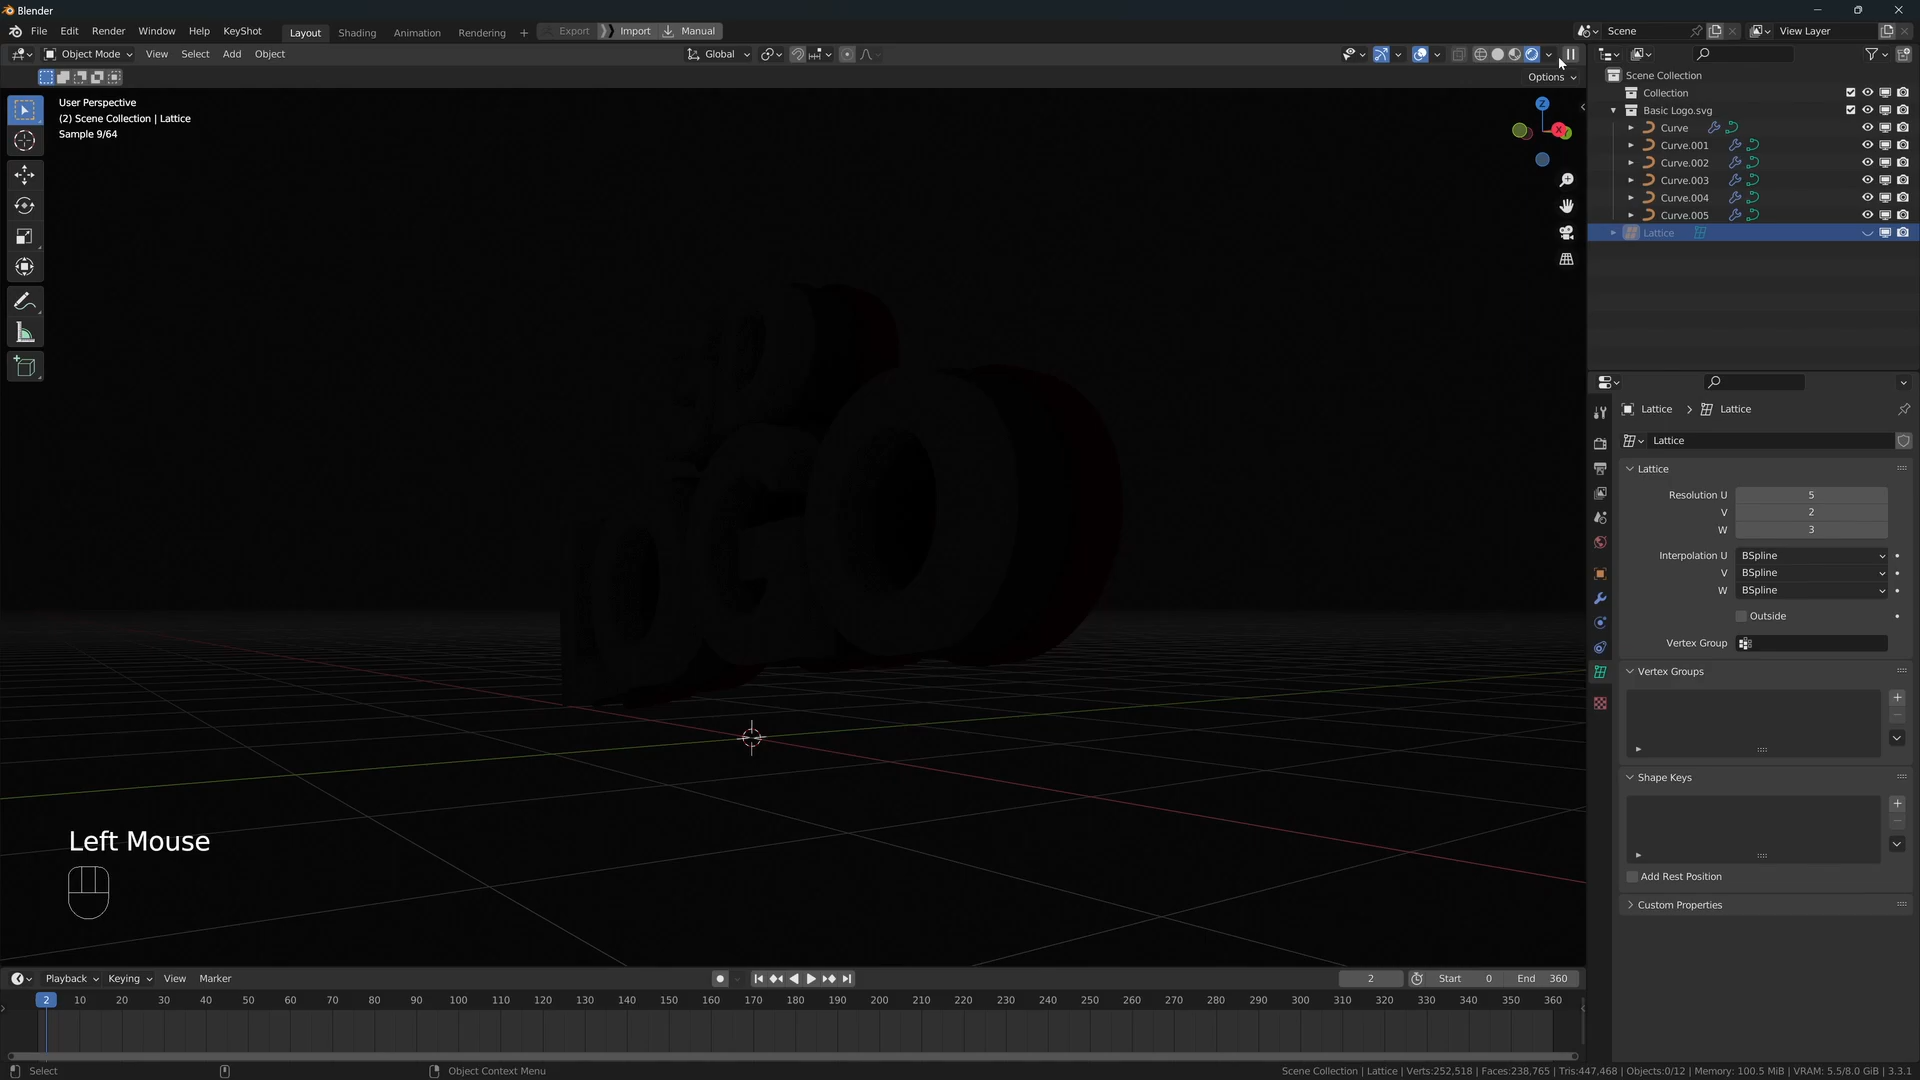 Blender
File Edit Render Window Help KeyShot Layout Shading Animation Rendering + Export Import Manual Scene View Layer
Object Mode View Select Add Object Global
Options
User Perspective
(2) Scene Collection | Lattice
Sample 9/64
Z
X
Scene Collection
Collection
Basic Logo.svg
Curve
Curve.001
Curve.002
Curve.003
Curve.004
Curve.005
Lattice
Lattice > Lattice
Lattice
Lattice
Resolution U 5
V 2
W 3
Interpolation U BSpline
V BSpline
W BSpline
Outside
Vertex Group
Vertex Groups
Shape Keys
Add Rest Position
Custom Properties
OGO
Left Mouse
Playback Keying View Marker 2 Start 0 End 360
2 10 20 30 40 50 60 70 80 90 100 110 120 130 140 150 160 170 180 190 200 210 220 230 240 250 260 270 280 290 300 310 320 330 340 350 360
Select Object Context Menu Scene Collection | Lattice | Verts:252,518 | Faces:238,765 | Tris:447,468 | Objects:0/12 | Memory: 100.5 MiB | VRAM: 5.5/8.0 GiB | 3.3.1